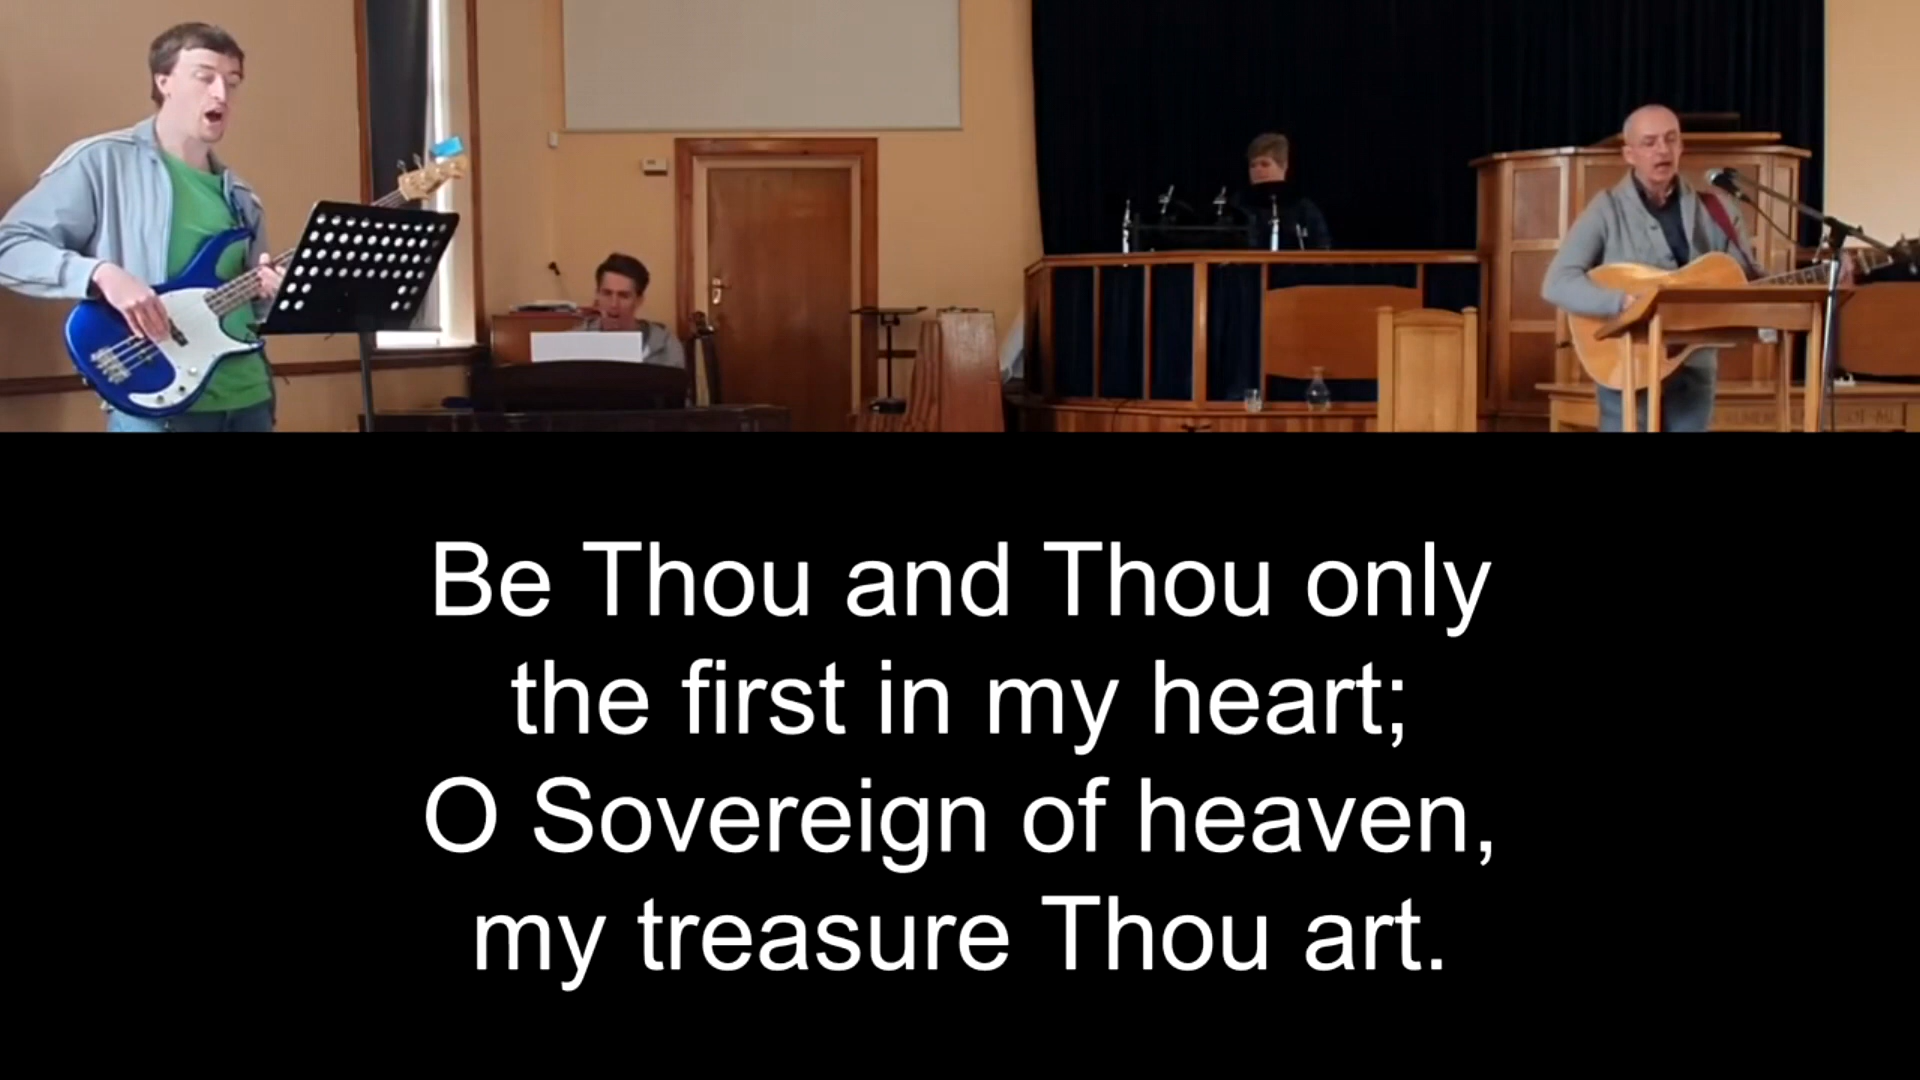 Be Thou and Thou only
the first in my heart;
O Sovereign of heaven,
my treasure Thou art.